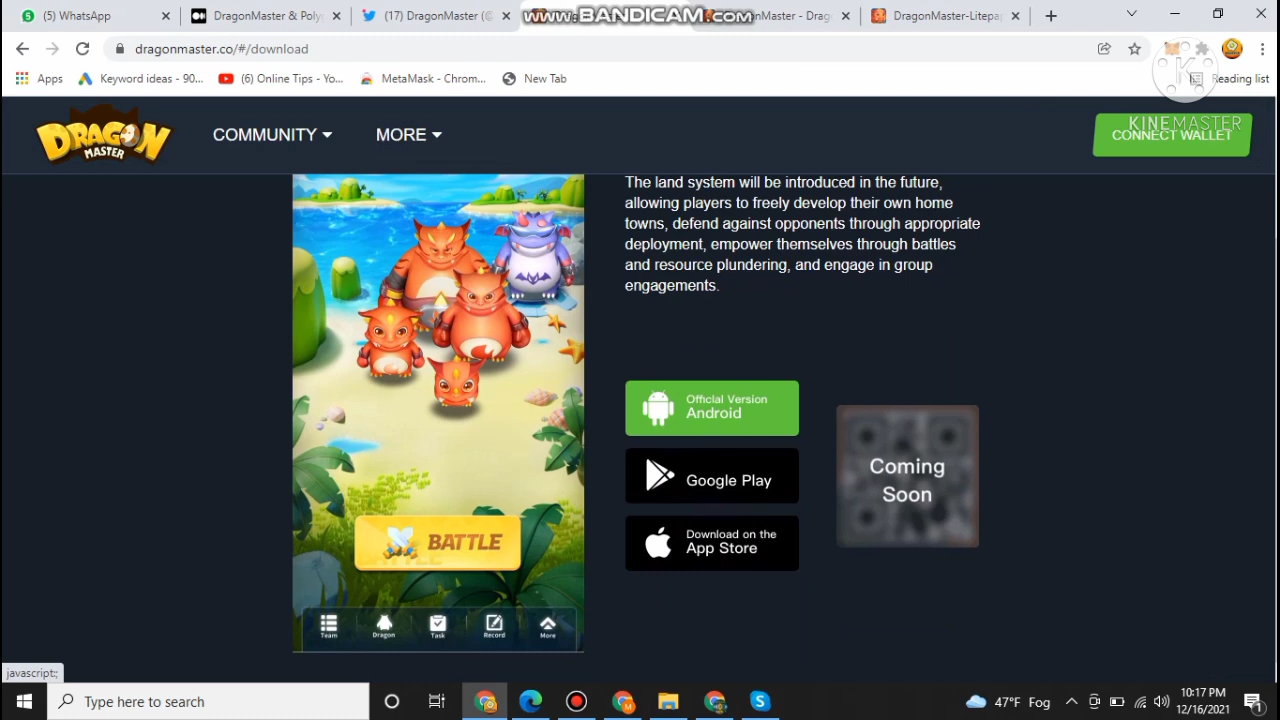 (5) WhatsApp
DragonMaster & Poly
(17) DragonMaster (@
www.BANDICAM.com
Master - Drag
DragonMaster-Litepa
dragonmaster.co/#/download
Apps
Keyword ideas - 90...
(6) Online Tips - Yo...
MetaMask - Chrom...
New Tab
Reading list
DRAGON
MASTER
COMMUNITY
MORE
KINEMASTER
CONNECT WALLET
The land system will be introduced in the future,
allowing players to freely develop their own home
towns, defend against opponents through appropriate
deployment, empower themselves through battles
and resource plundering, and engage in group
engagements.
Official Version
Android
Google Play
Download on the
App Store
Coming
Soon
BATTLE
Team
Dragon
Task
Record
More
javascript:;
Type here to search
47°F Fog
10:17 PM
12/16/2021